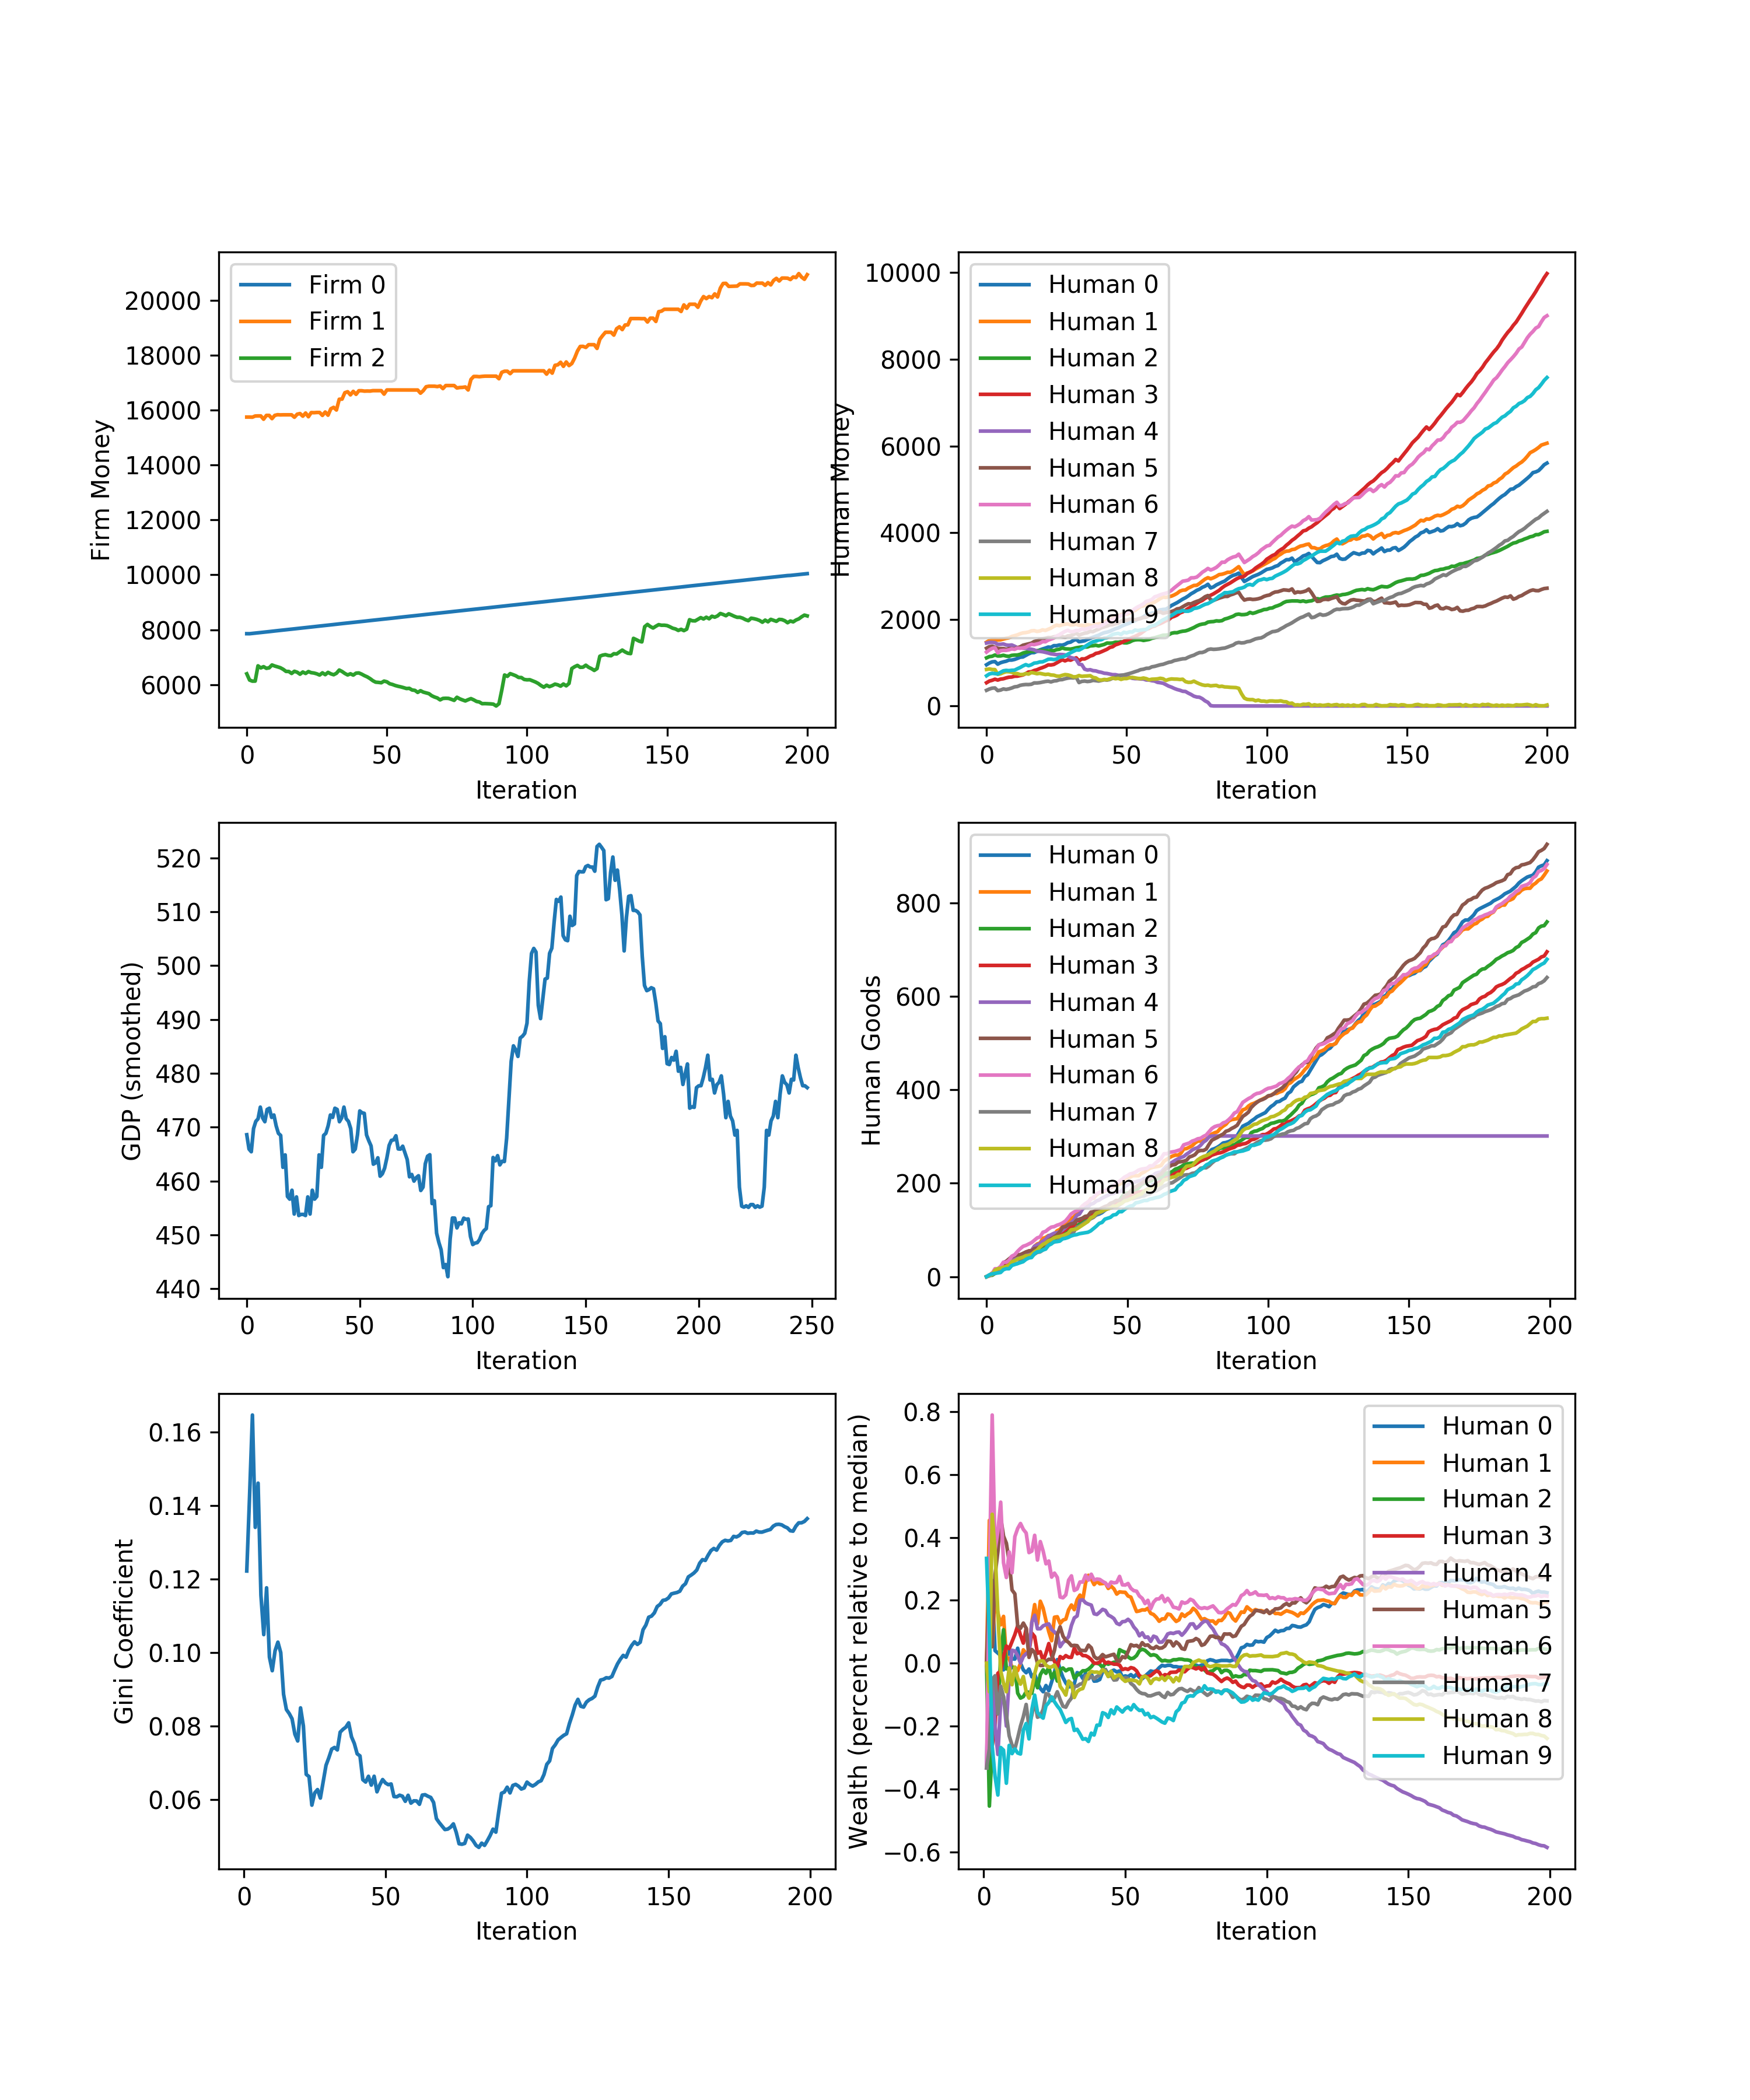 Firm Money
20000
18000
16000
14000
12000
10000
8000
6000
Firm 0
Firm 1
Firm 2
0 50 100 150 200
Iteration
Human Money
10000
8000
6000
4000
2000
0
Human 0
Human 1
Human 2
Human 3
Human 4
Human 5
Human 6
Human 7
Human 8
Human 9
0 50 100 150 200
Iteration
GDP (smoothed)
520
510
500
490
480
470
460
450
440
0 50 100 150 200 250
Iteration
Human Goods
800
600
400
200
0
Human 0
Human 1
Human 2
Human 3
Human 4
Human 5
Human 6
Human 7
Human 8
Human 9
0 50 100 150 200
Iteration
Gini Coefficient
0.16
0.14
0.12
0.10
0.08
0.06
0 50 100 150 200
Iteration
Wealth (percent relative to median)
0.8
0.6
0.4
0.2
0.0
−0.2
−0.4
−0.6
Human 0
Human 1
Human 2
Human 3
Human 4
Human 5
Human 6
Human 7
Human 8
Human 9
0 50 100 150 200
Iteration